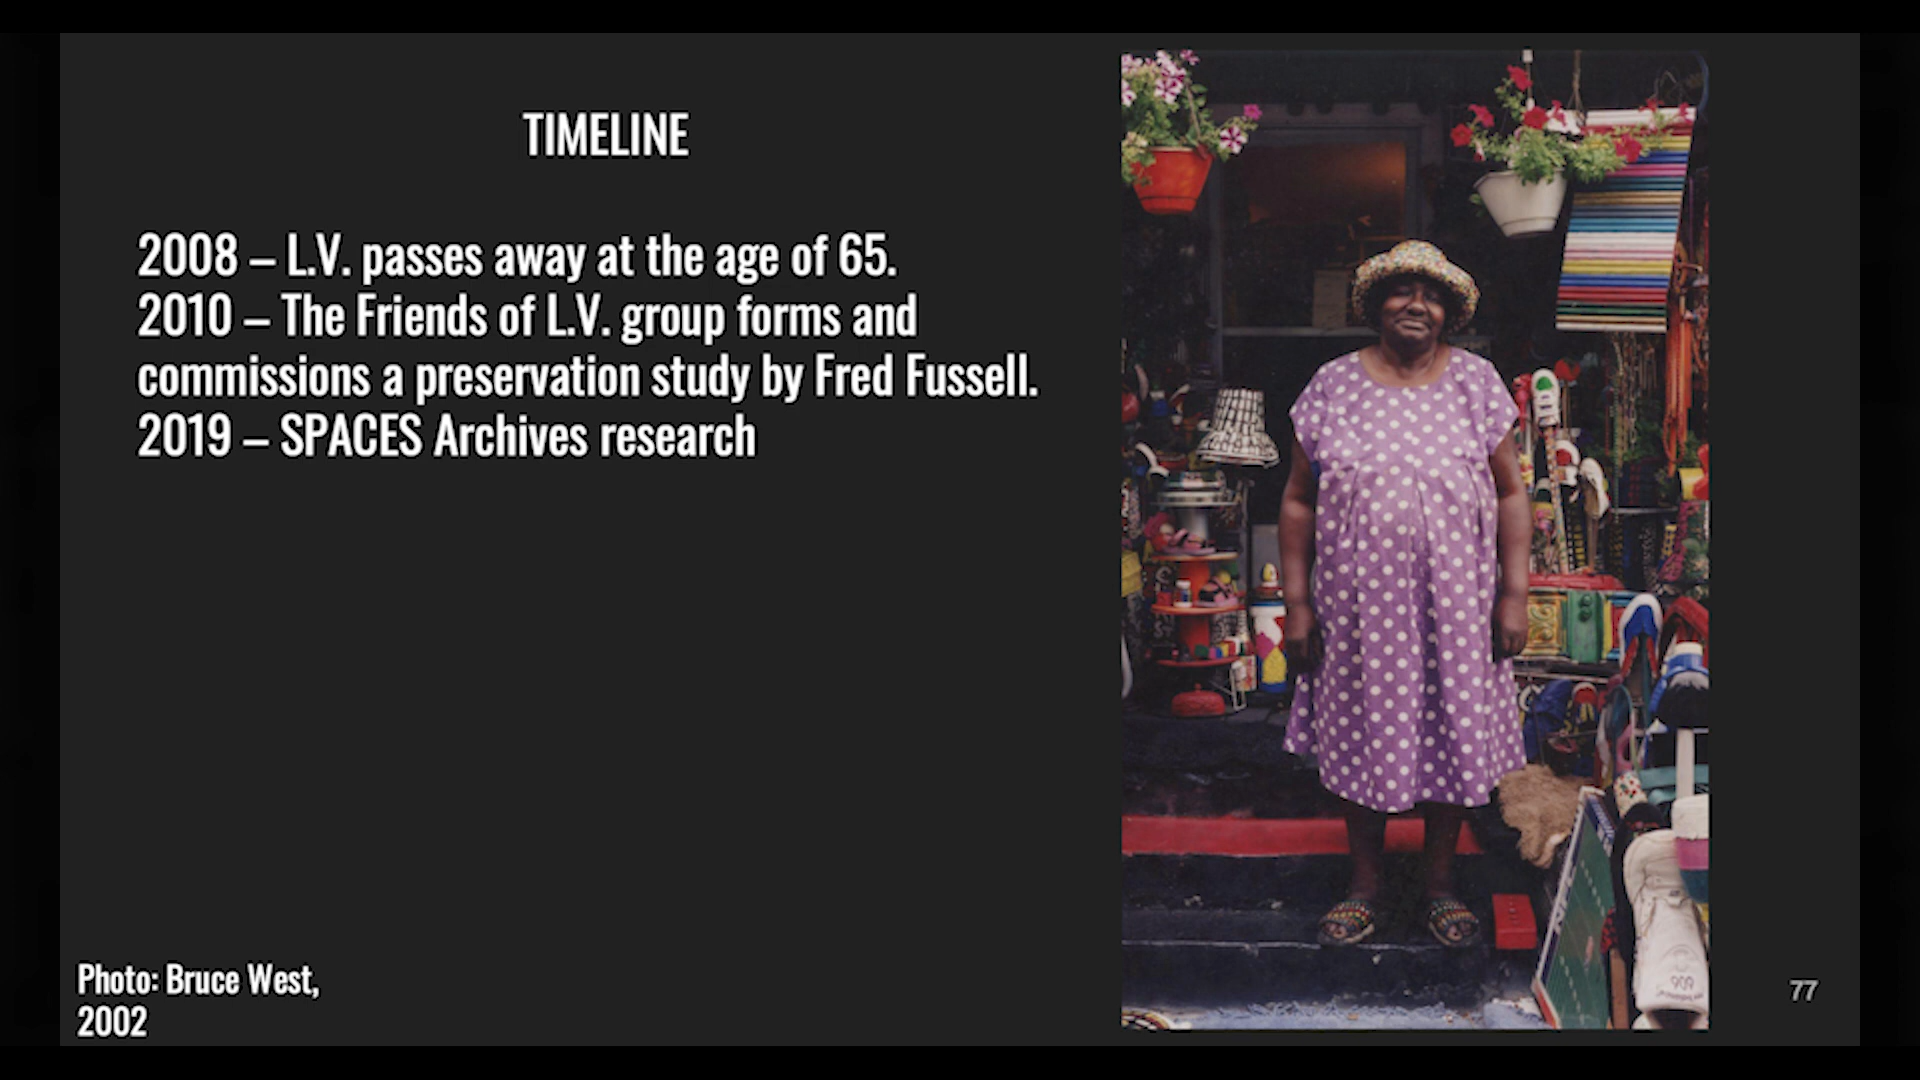 TIMELINE
2008 – L.V. passes away at the age of 65.
2010 – The Friends of L.V. group forms and
commissions a preservation study by Fred Fussell.
2019 – SPACES Archives research
Photo: Bruce West,
2002
77